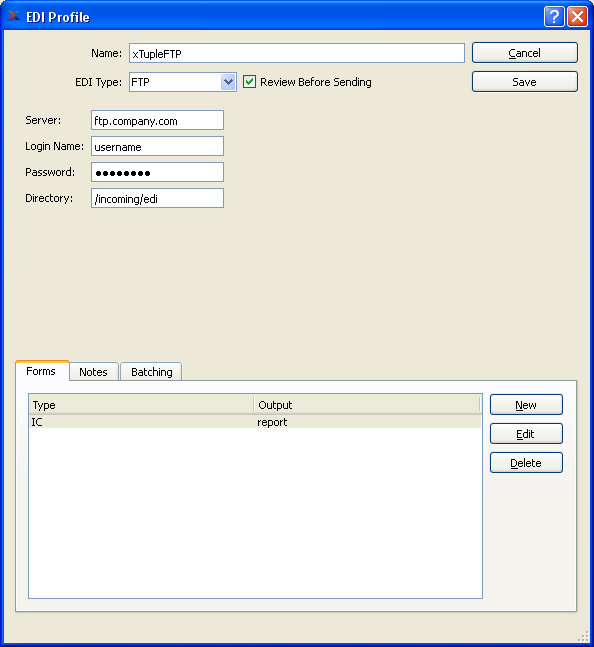 EDI Profile
Name: xTupleFTP Cancel
EDI Type: FTP Review Before Sending Save
Server: ftp.company.com
Login Name: username
Password: ●●●●●●●●
Directory: /incoming/edi
Forms Notes Batching
Type Output New
IC report
Edit
Delete